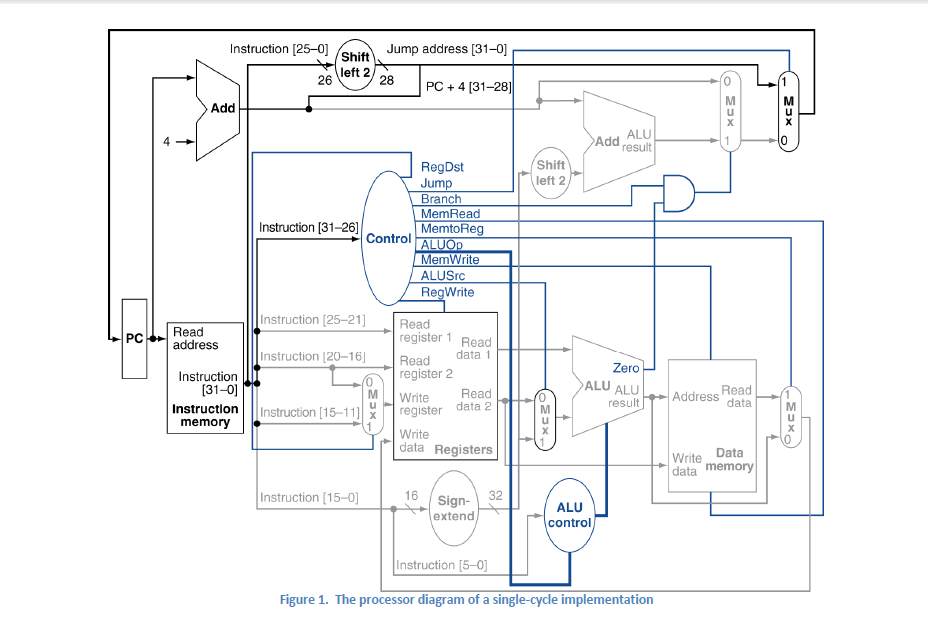 Instruction [25–0]
Shift
left 2
Jump address [31–0]
26
28
PC + 4 [31–28]
Add
4
0
M
u
x
1
1
M
u
x
0
Add
ALU
result
Shift
left 2
RegDst
Jump
Branch
MemRead
MemtoReg
ALUOp
MemWrite
ALUSrc
RegWrite
Instruction [31–26]
Control
PC
Read
address
Instruction
[31–0]
Instruction
memory
Instruction [25–21]
Instruction [20–16]
Instruction [15–11]
0
M
u
x
1
Read
register 1
Read
register 2
Write
register
Write
data
Read
data 1
Read
data 2
Registers
0
M
u
x
1
Zero
ALU
ALU
result
Address
Read
data
Write
data
Data
memory
1
M
u
x
0
Instruction [15–0]
16
Sign-
extend
32
ALU
control
Instruction [5–0]
Figure 1. The processor diagram of a single-cycle implementation